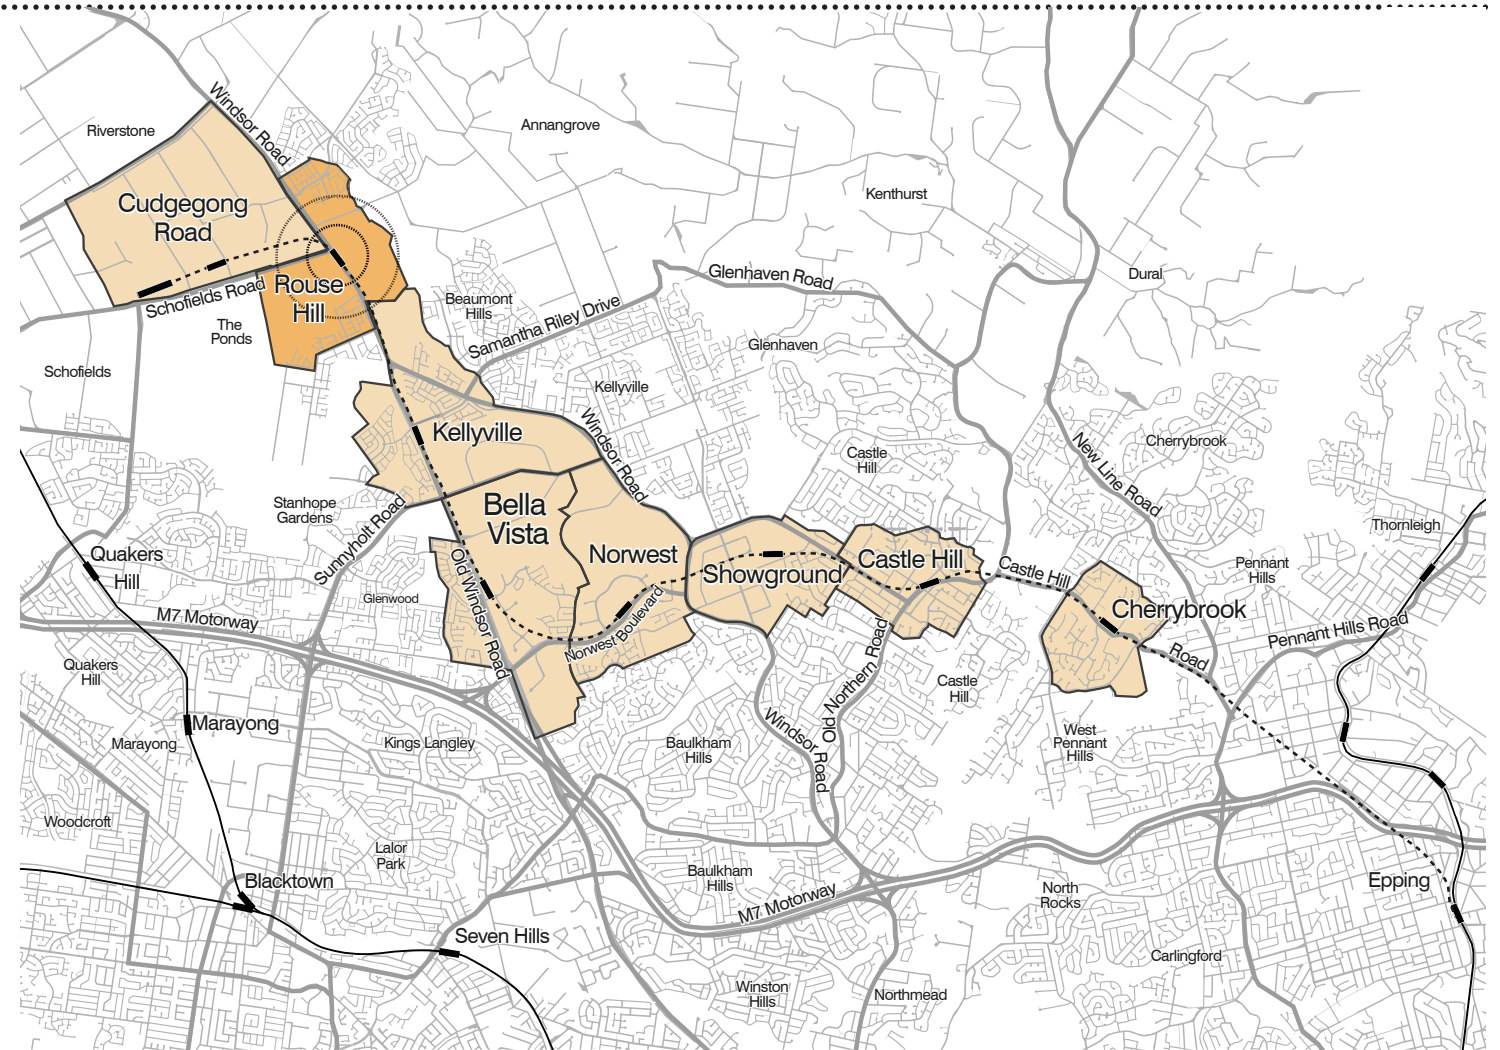 Windsor Road
Riverstone
Annangrove
Cudgegong
Road
Kenthurst
Glenhaven Road
Dural
Schofields Road
Rouse
Hill
Beaumont
Hills
Samantha Riley Drive
The
Ponds
Glenhaven
Schofields
Kellyville
Kellyville
Windsor Road
Castle
Hill
New Line Road
Cherrybrook
Stanhope
Gardens
Sunnyholt Road
Bella
Vista
Norwest
Showground
Castle Hill
Castle Hill
Road
Thornleigh
Pennant
Hills
Quakers
Hill
Old Windsor Road
Glenwood
Norwest Boulevard
Cherrybrook
M7 Motorway
Pennant Hills Road
Quakers
Hill
Old Northern Road
Castle
Hill
Marayong
Marayong
Kings Langley
Baulkham
Hills
Windsor Road
West
Pennant
Hills
Woodcroft
Lalor
Park
Baulkham
Hills
Blacktown
M7 Motorway
North
Rocks
Epping
Seven Hills
Carlingford
Winston
Hills
Northmead